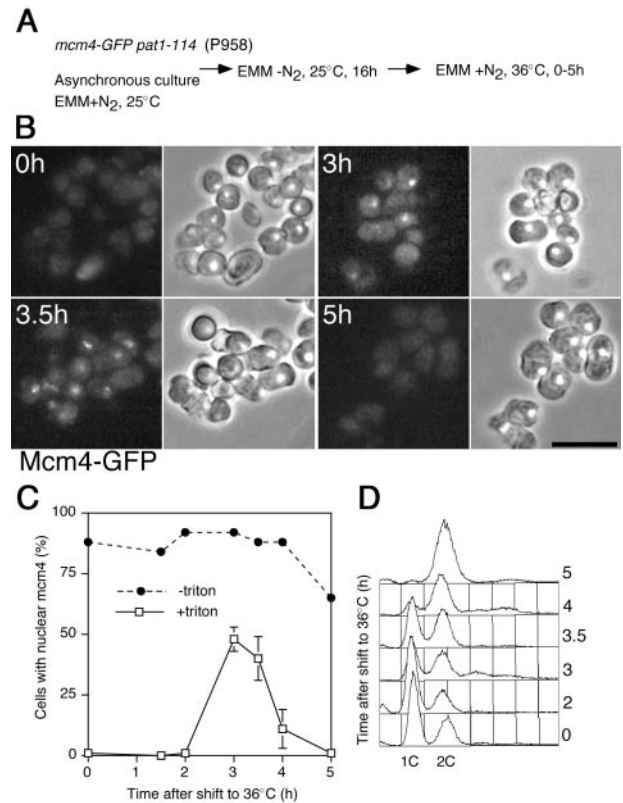 A
mcm4-GFP pat1-114 (P958)
Asynchronous culture
EMM+N2, 25°C
EMM -N2, 25°C, 16h
EMM +N2, 36°C, 0-5h
B
0h
3h
3.5h
5h
Mcm4-GFP
C
Cells with nuclear mcm4 (%)
100
75
50
25
0
-triton
+triton
0 1 2 3 4 5
Time after shift to 36°C (h)
D
Time after shift to 36°C (h)
5
4
3.5
3
2
0
1C 2C